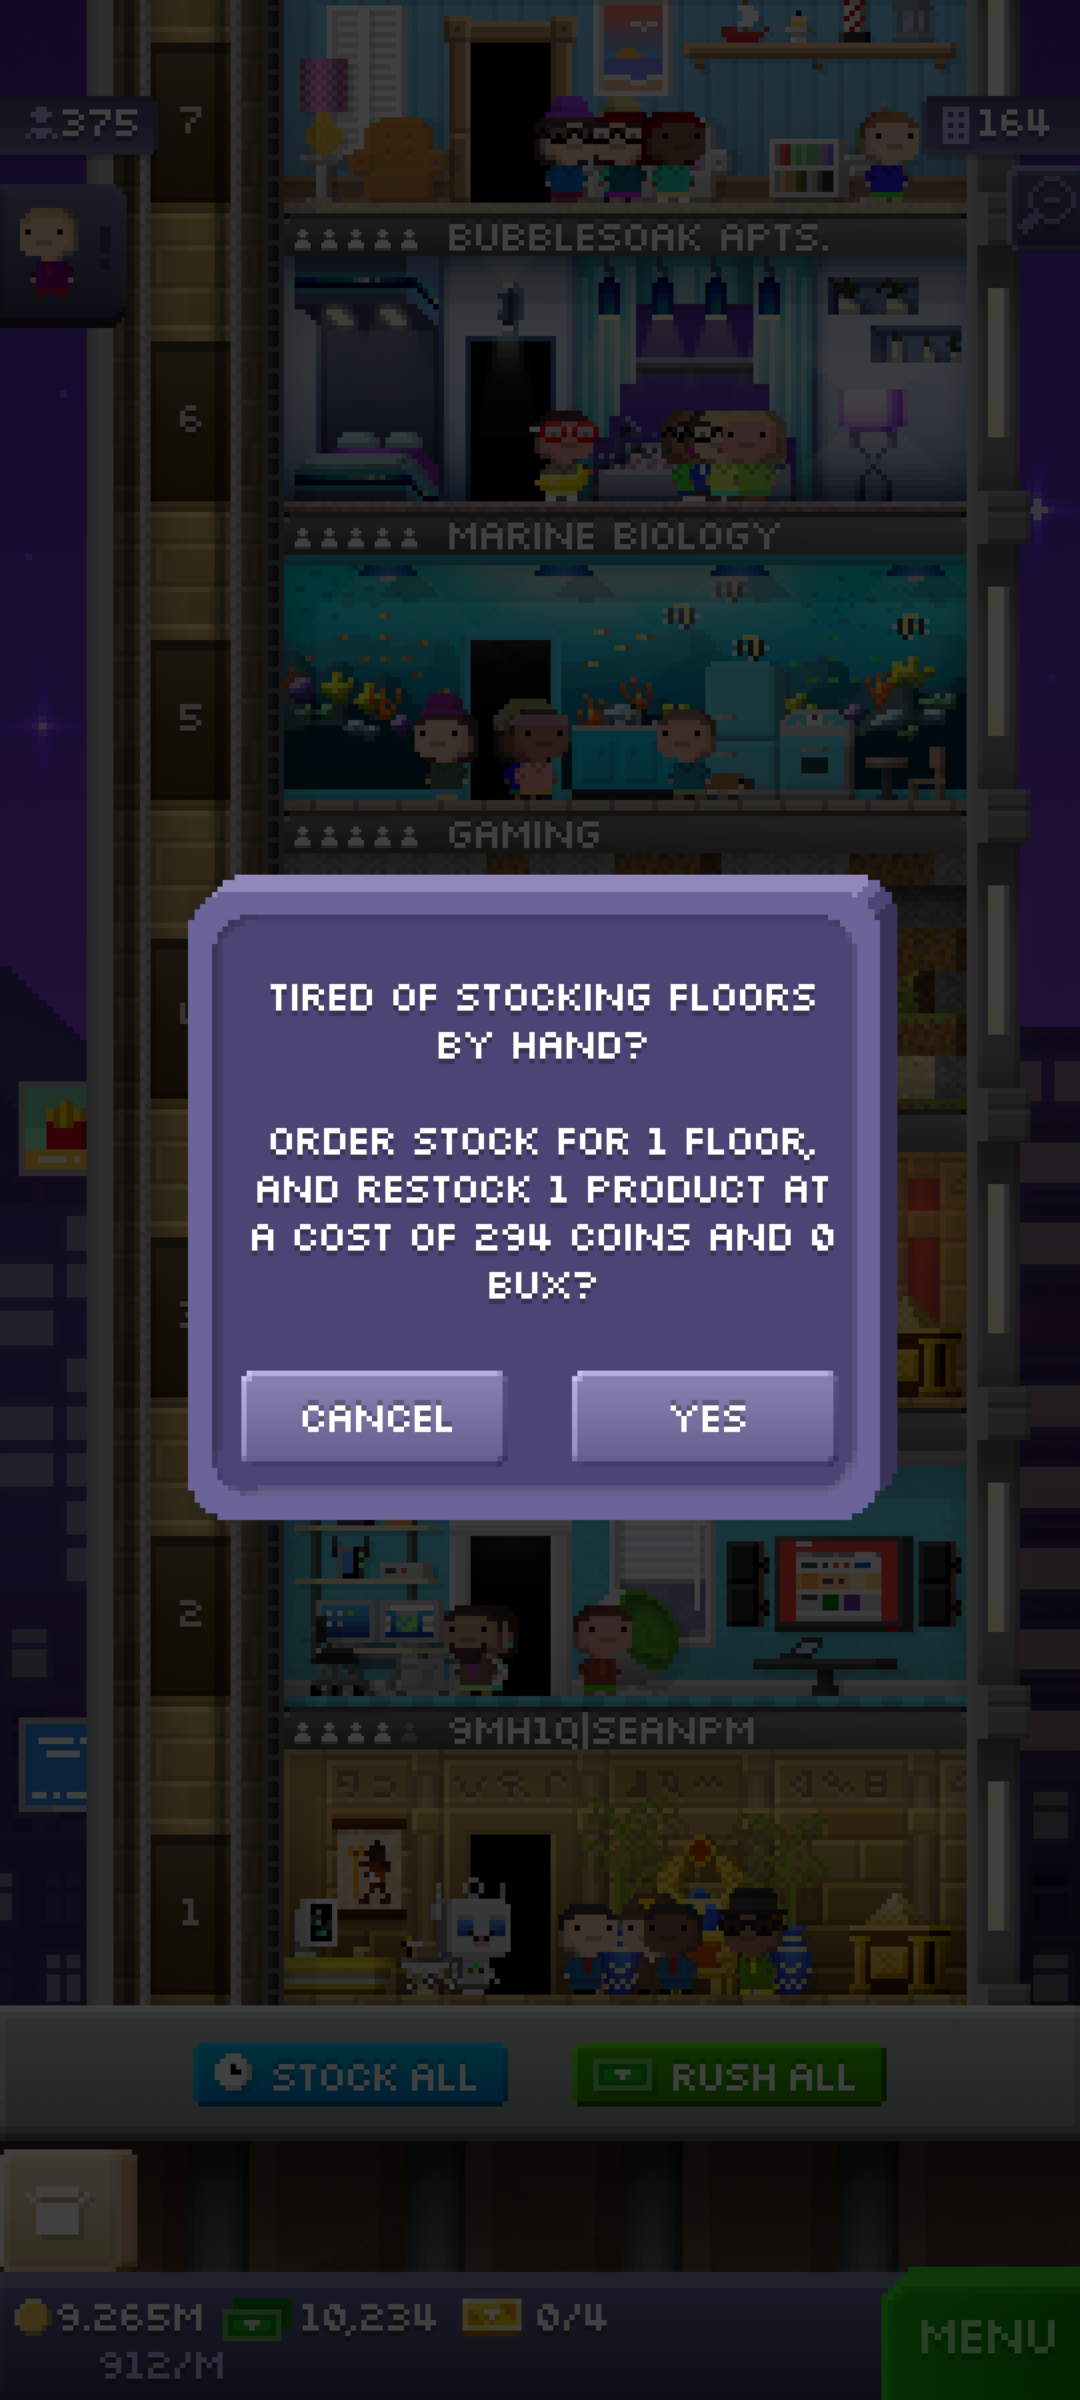 375
7
164
BUBBLESOAK APTS.
6
MARINE BIOLOGY
5
GAMING
TIRED OF STOCKING FLOORS
BY HAND?
ORDER STOCK FOR 1 FLOOR,
AND RESTOCK 1 PRODUCT AT
A COST OF 294 COINS AND 0
BUX?
CANCEL
YES
2
9MH1Q|SEANPM
1
STOCK ALL
RUSH ALL
9.265M
10,234
0/4
912/M
MENU